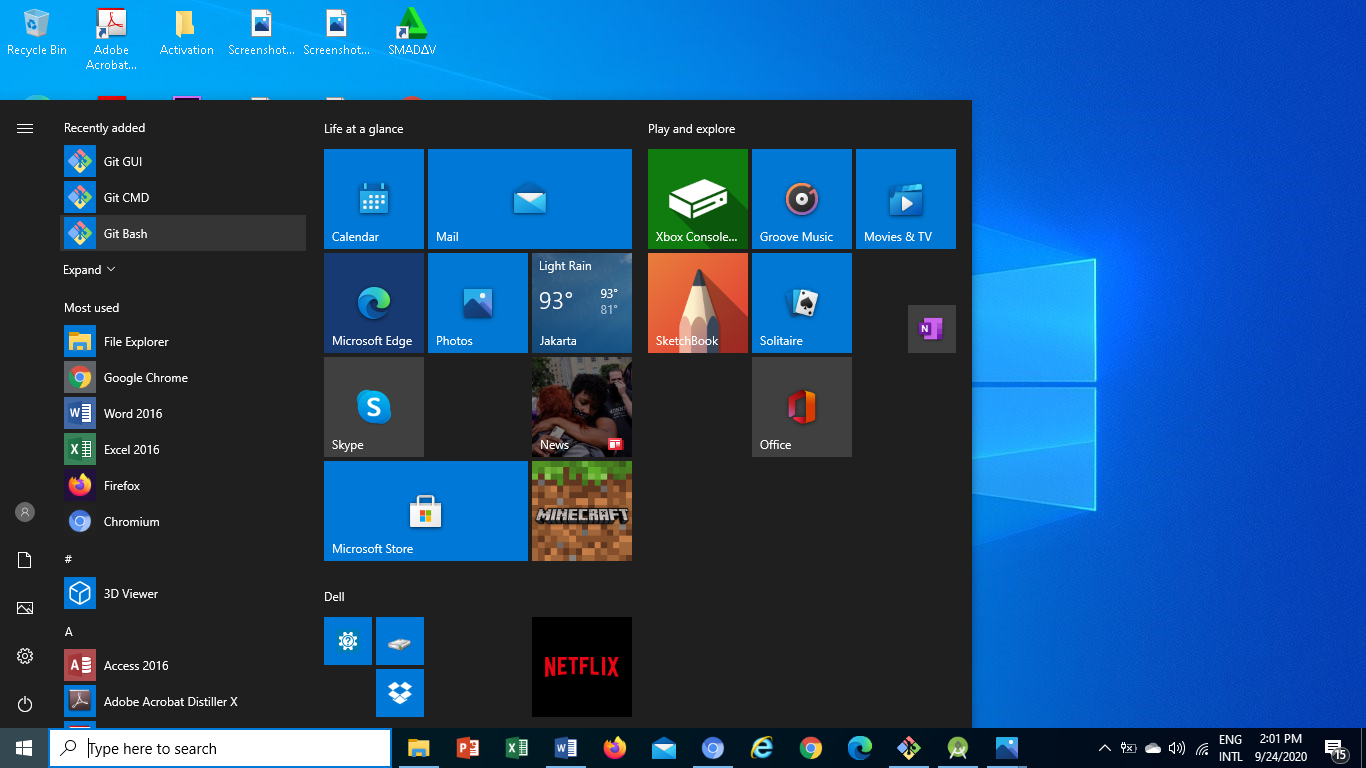 Recycle Bin
Adobe
Acrobat...
Activation
Screenshot...
Screenshot...
SMADΔV
Recently added
Git GUI
Git CMD
Git Bash
Expand
Most used
File Explorer
Google Chrome
Word 2016
Excel 2016
Firefox
Chromium
#
3D Viewer
A
Access 2016
Adobe Acrobat Distiller X
Life at a glance
Calendar
Mail
Microsoft Edge
Photos
Light Rain
93°
93°
81°
Jakarta
Skype
News
Microsoft Store
MINECRAFT
Dell
NETFLIX
Play and explore
Xbox Console...
Groove Music
Movies & TV
SketchBook
Solitaire
N
Office
Type here to search
ENG
INTL
2:01 PM
9/24/2020
15